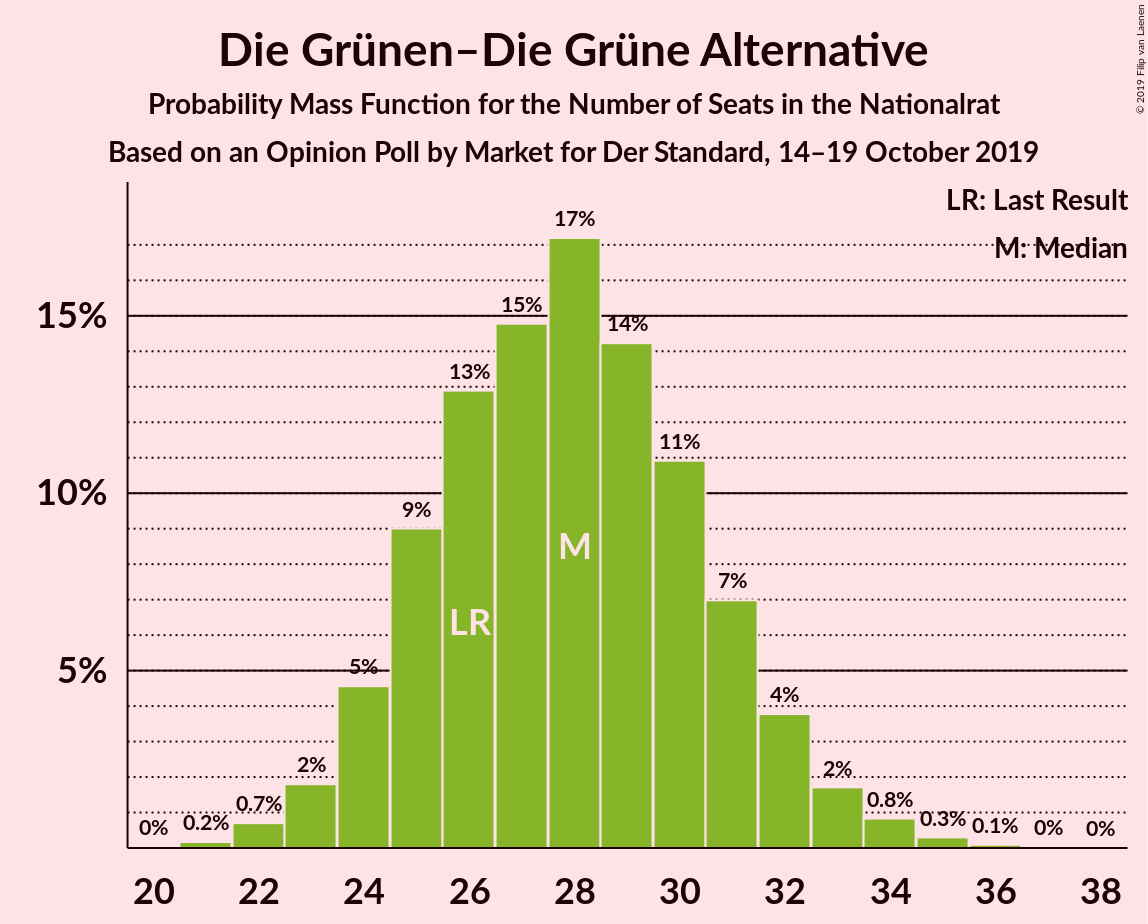 Die Grünen–Die Grüne Alternative
Probability Mass Function for the Number of Seats in the Nationalrat
Based on an Opinion Poll by Market for Der Standard, 14–19 October 2019
© 2019 Filip van Laenen
LR: Last Result
M: Median
15%
10%
5%
0%
0.2%
0.7%
2%
5%
9%
13%
15%
17%
14%
11%
7%
4%
2%
0.8%
0.3%
0.1%
0%
0%
LR
M
20 22 24 26 28 30 32 34 36 38